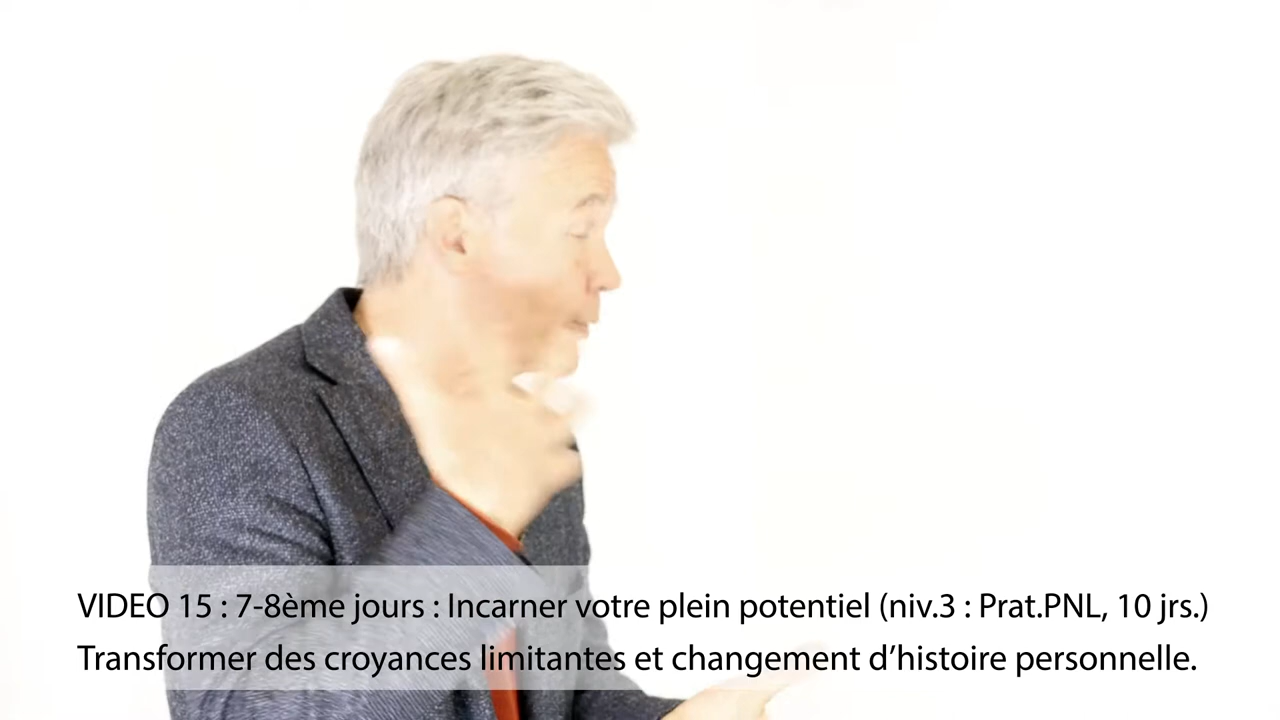 VIDEO 15 : 7-8ème jours : Incarner votre plein potentiel (niv.3 : Prat.PNL, 10 jrs.)
Transformer des croyances limitantes et changement d’histoire personnelle.